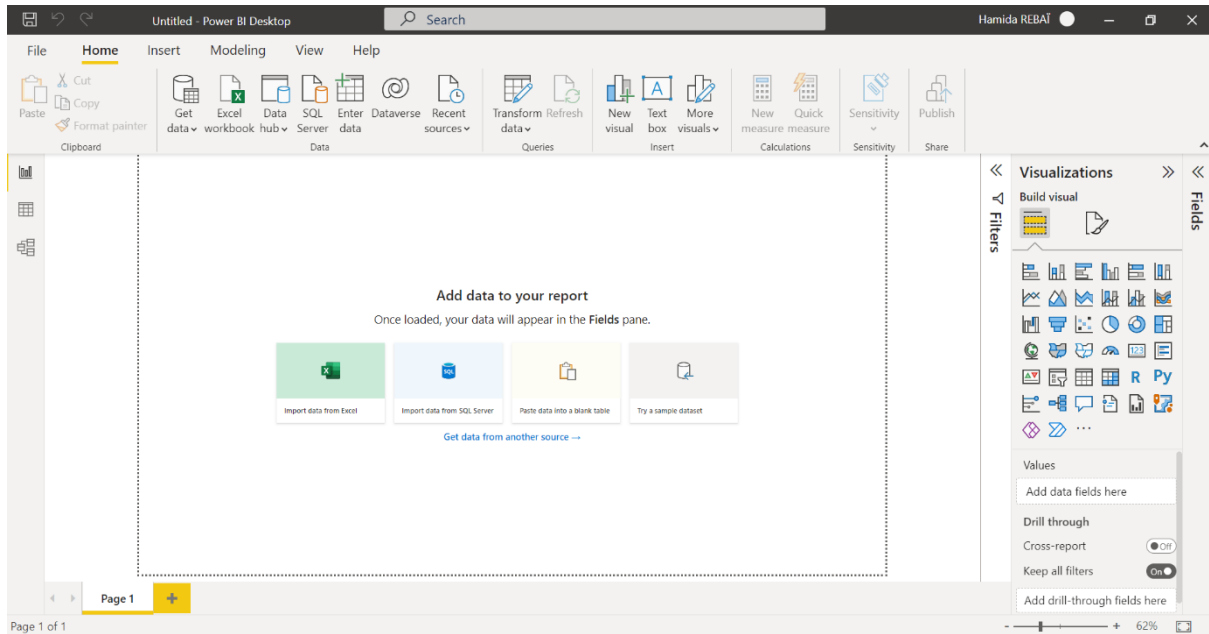 Untitled - Power BI Desktop
Search
Hamida REBAÏ
File Home Insert Modeling View Help
Paste
Cut
Copy
Format painter
Get data
Excel workbook
Data hub
SQL Server
Enter data
Dataverse
Recent sources
Transform data
Refresh
New visual
Text box
More visuals
New measure
Quick measure
Sensitivity
Publish
Clipboard
Data
Queries
Insert
Calculations
Sensitivity
Share
Filters
Visualizations
Build visual
Fields
Add data to your report
Once loaded, your data will appear in the Fields pane.
SQL
Import data from Excel
Import data from SQL Server
Paste data into a blank table
Try a sample dataset
Get data from another source →
123
R
Py
...
Values
Add data fields here
Drill through
Cross-report
Off
Keep all filters
On
Add drill-through fields here
Page 1
+
Page 1 of 1
- + 62%